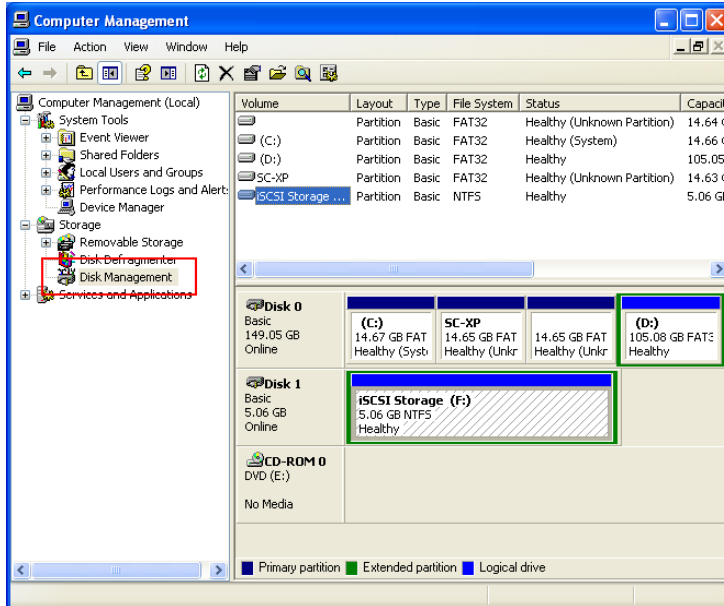 Computer Management
File Action View Window Help
Computer Management (Local)
System Tools
Event Viewer
Shared Folders
Local Users and Groups
Performance Logs and Alert:
Device Manager
Storage
Removable Storage
Disk Defragmenter
Disk Management
Services and Applications
Volume Layout Type File System Status Capacit
Partition Basic FAT32 Healthy (Unknown Partition) 14.64 G
(C:) Partition Basic FAT32 Healthy (System) 14.66 G
(D:) Partition Basic FAT32 Healthy 105.05
SC-XP Partition Basic FAT32 Healthy (Unknown Partition) 14.63 G
iSCSI Storage ... Partition Basic NTFS Healthy 5.06 G
Disk 0
Basic
149.05 GB
Online
(C:)
14.67 GB FAT
Healthy (Syst
SC-XP
14.65 GB FAT
Healthy (Unkr
14.65 GB FAT
Healthy (Unkr
(D:)
105.08 GB FAT3
Healthy
Disk 1
Basic
5.06 GB
Online
iSCSI Storage (F:)
5.06 GB NTFS
Healthy
CD-ROM 0
DVD (E:)
No Media
Primary partition Extended partition Logical drive